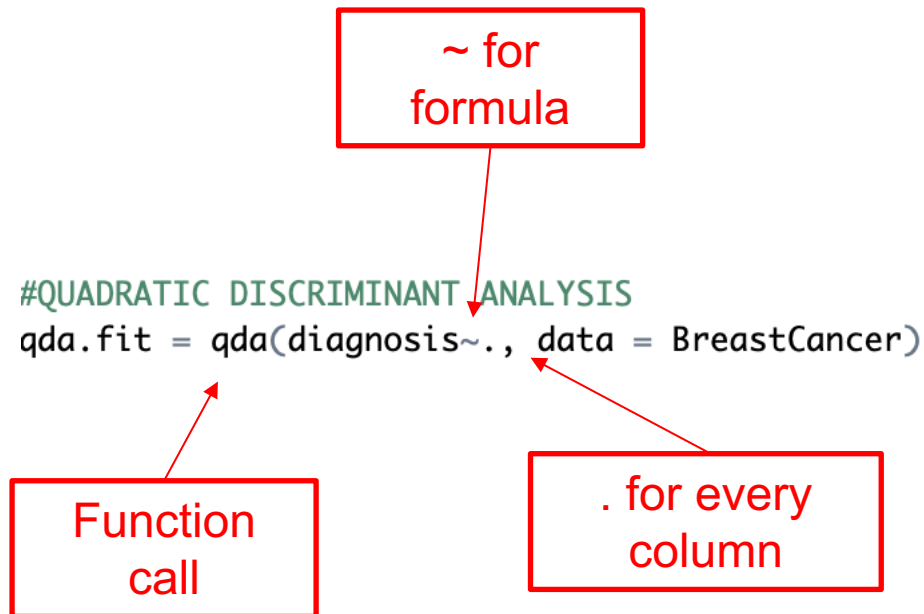 ~ for
formula
#QUADRATIC DISCRIMINANT ANALYSIS
qda.fit = qda(diagnosis~., data = BreastCancer)
Function
call
. for every
column